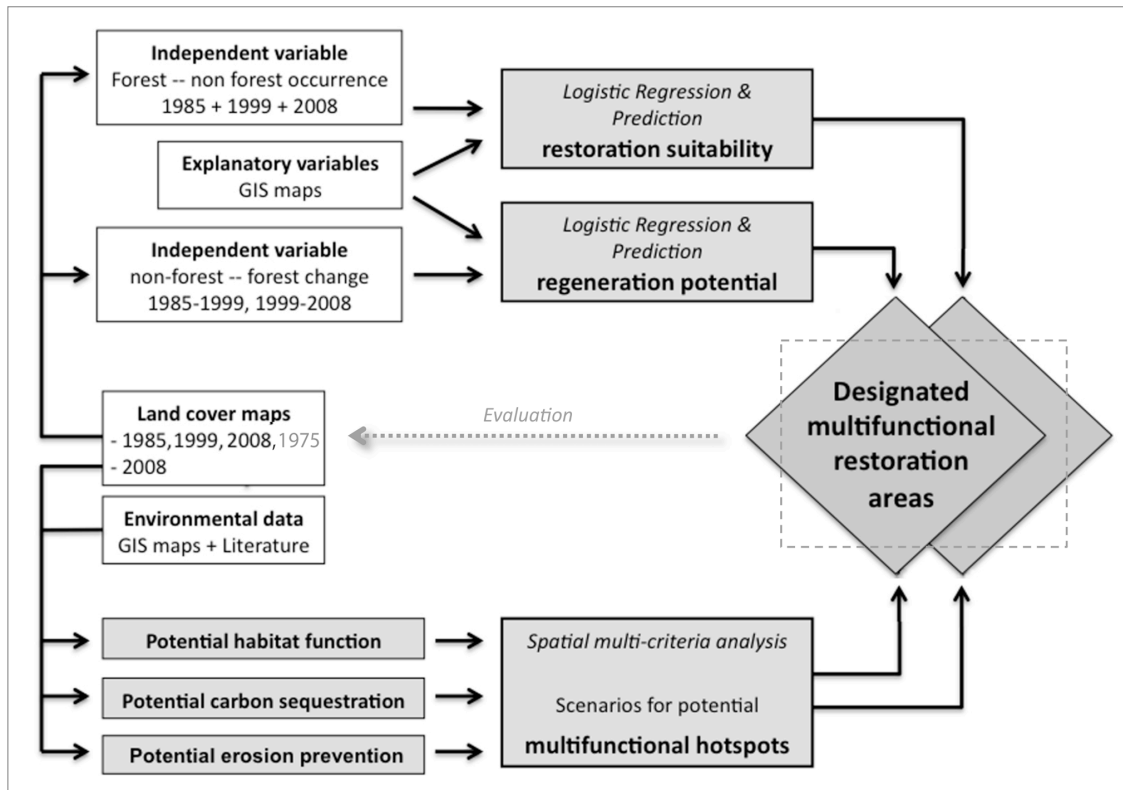 Independent variable
Forest -- non forest occurrence
1985 + 1999 + 2008
Explanatory variables
GIS maps
Independent variable
non-forest -- forest change
1985-1999, 1999-2008
Logistic Regression &
Prediction
restoration suitability
Logistic Regression &
Prediction
regeneration potential
Land cover maps
- 1985,1999, 2008,1975
- 2008
Evaluation
Designated
multifunctional
restoration
areas
Environmental data
GIS maps + Literature
Potential habitat function
Potential carbon sequestration
Potential erosion prevention
Spatial multi-criteria analysis
Scenarios for potential
multifunctional hotspots